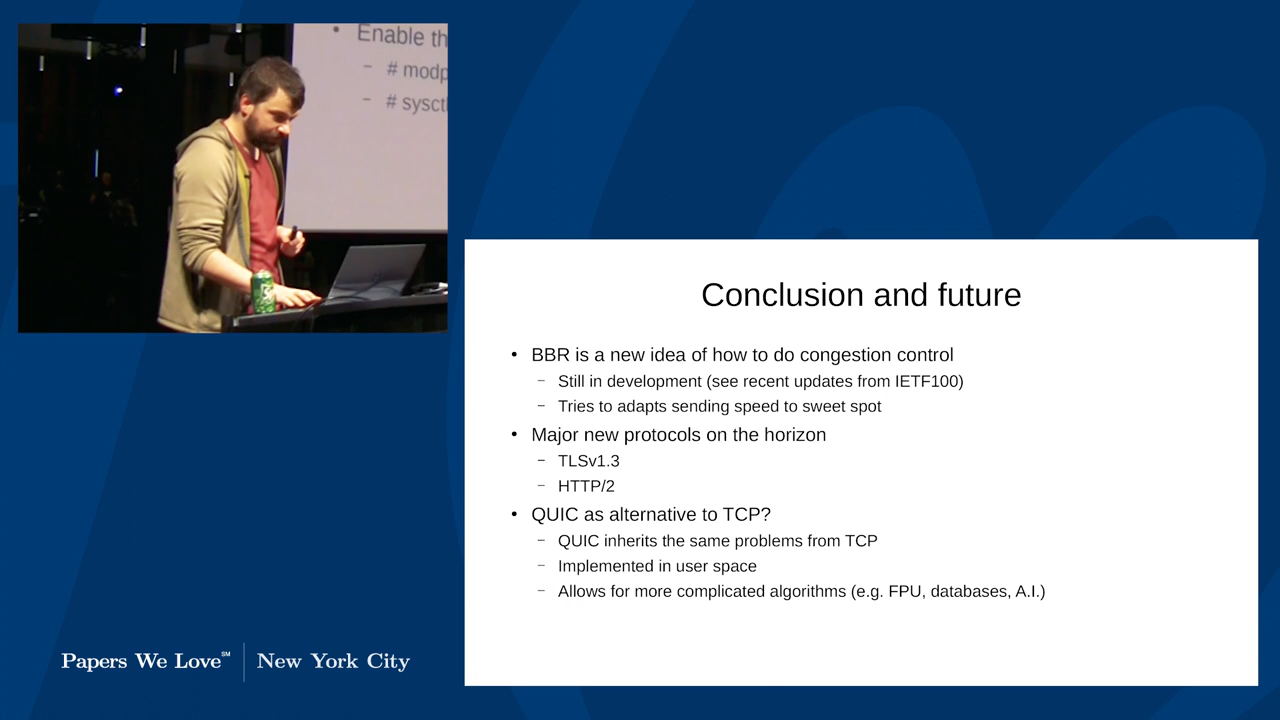 • Enable th
– # modp
– # sysctl
Conclusion and future
• BBR is a new idea of how to do congestion control
– Still in development (see recent updates from IETF100)
– Tries to adapts sending speed to sweet spot
• Major new protocols on the horizon
– TLSv1.3
– HTTP/2
• QUIC as alternative to TCP?
– QUIC inherits the same problems from TCP
– Implemented in user space
– Allows for more complicated algorithms (e.g. FPU, databases, A.I.)
Papers We Love℠ | New York City